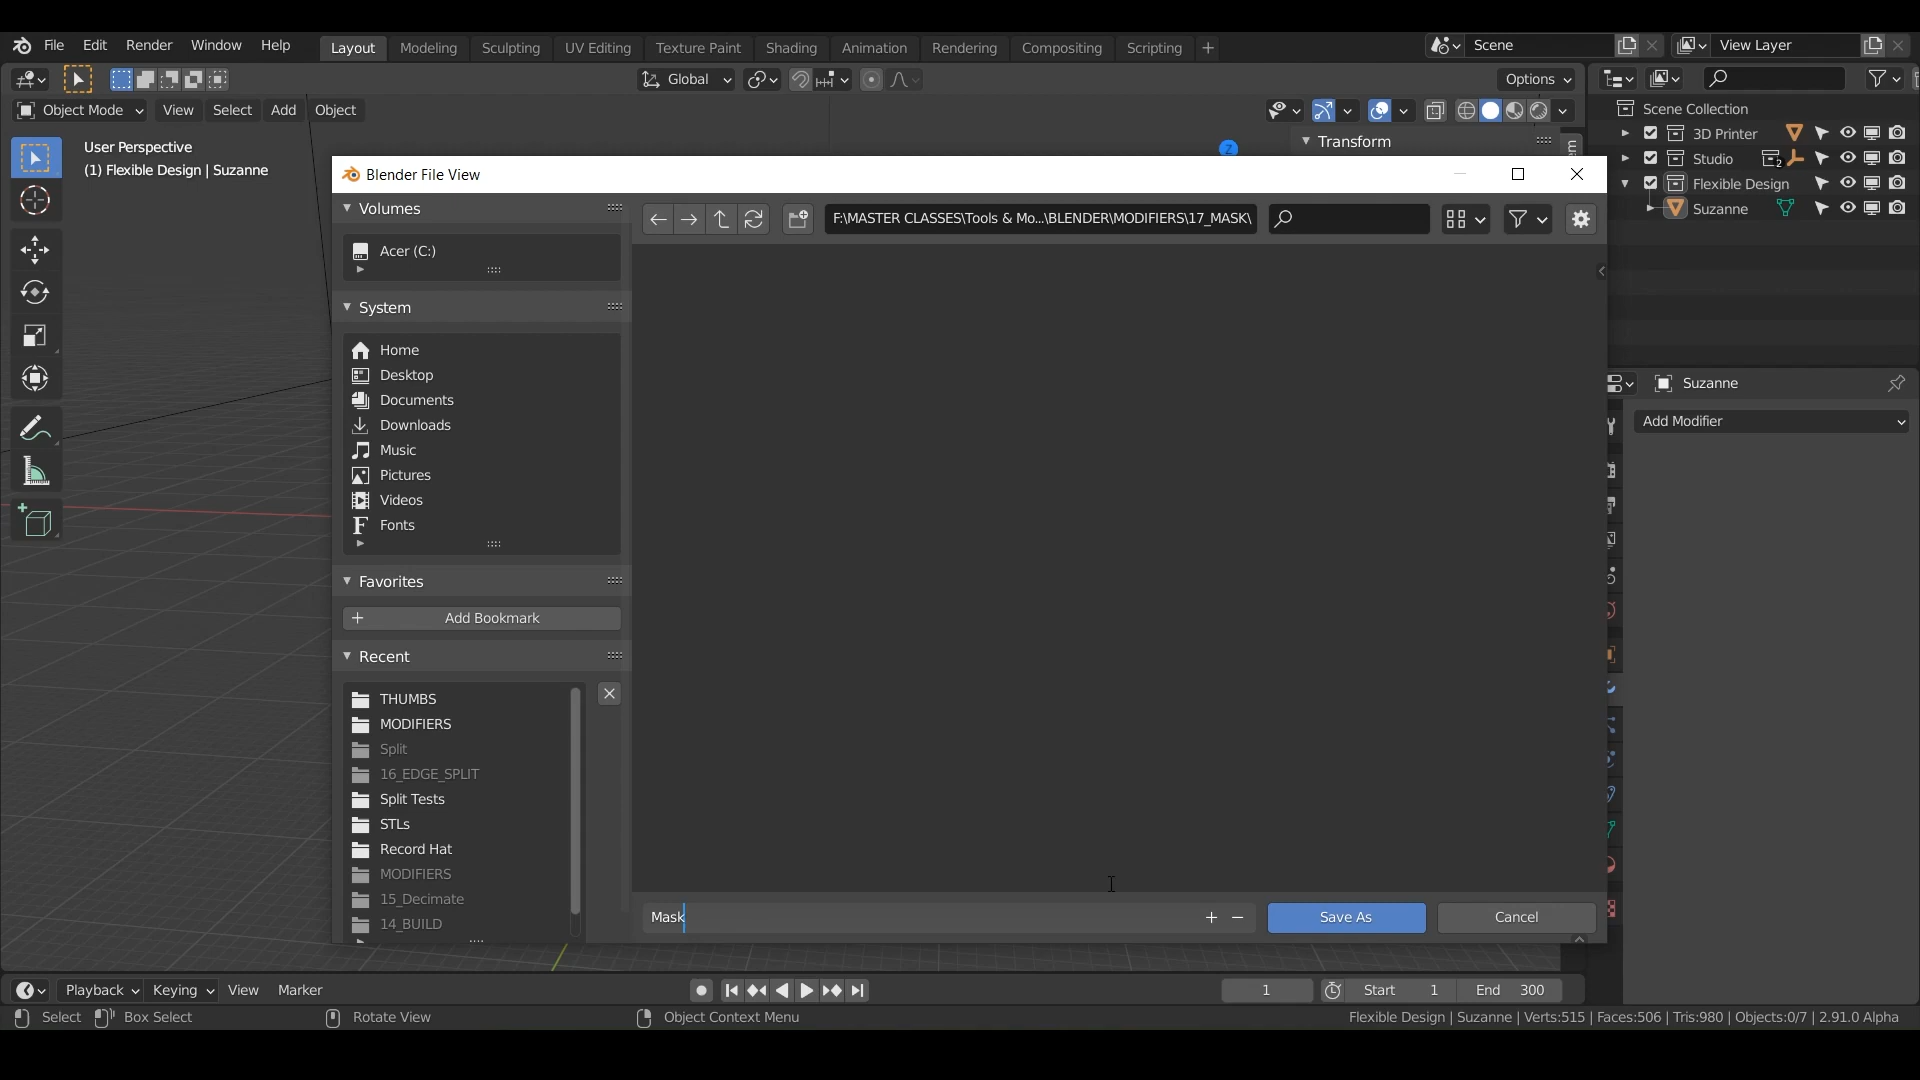 File Edit Render Window Help Layout Modeling Sculpting UV Editing Texture Paint Shading Animation Rendering Compositing Scripting + Scene View Layer
Global Options
Object Mode View Select Add Object
Scene Collection
User Perspective
(1) Flexible Design | Suzanne
Z
Transform
3D Printer
Studio 2
Flexible Design
Suzanne
Blender File View
Volumes
F:\MASTER CLASSES\Tools & Mo...\BLENDER\MODIFIERS\17_MASK\
Acer (C:)
System
Home
Desktop
Documents
Downloads
Music
Pictures
Videos
Fonts
Favorites
Add Bookmark
Recent
THUMBS
MODIFIERS
Split
16_EDGE_SPLIT
Split Tests
STLs
Record Hat
MODIFIERS
15_Decimate
14_BUILD
Mask
Save As
Cancel
Suzanne
Add Modifier
Playback Keying View Marker 1 Start 1 End 300
Select Box Select Rotate View Object Context Menu Flexible Design | Suzanne | Verts:515 | Faces:506 | Tris:980 | Objects:0/7 | 2.91.0 Alpha